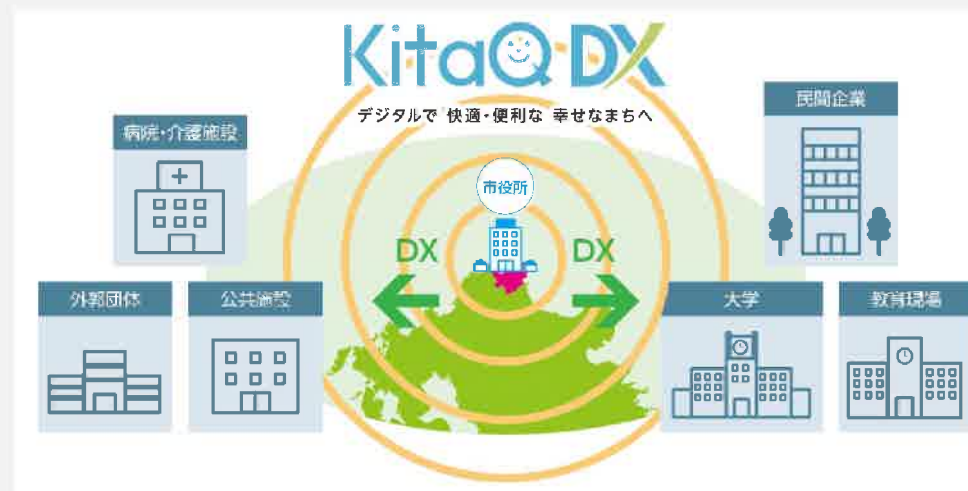 KitaQ DX
デジタルで 快適・便利な 幸せなまちへ
民間企業
病院・介護施設
市役所
DX
DX
外郭団体
公共施設
大学
教育現場